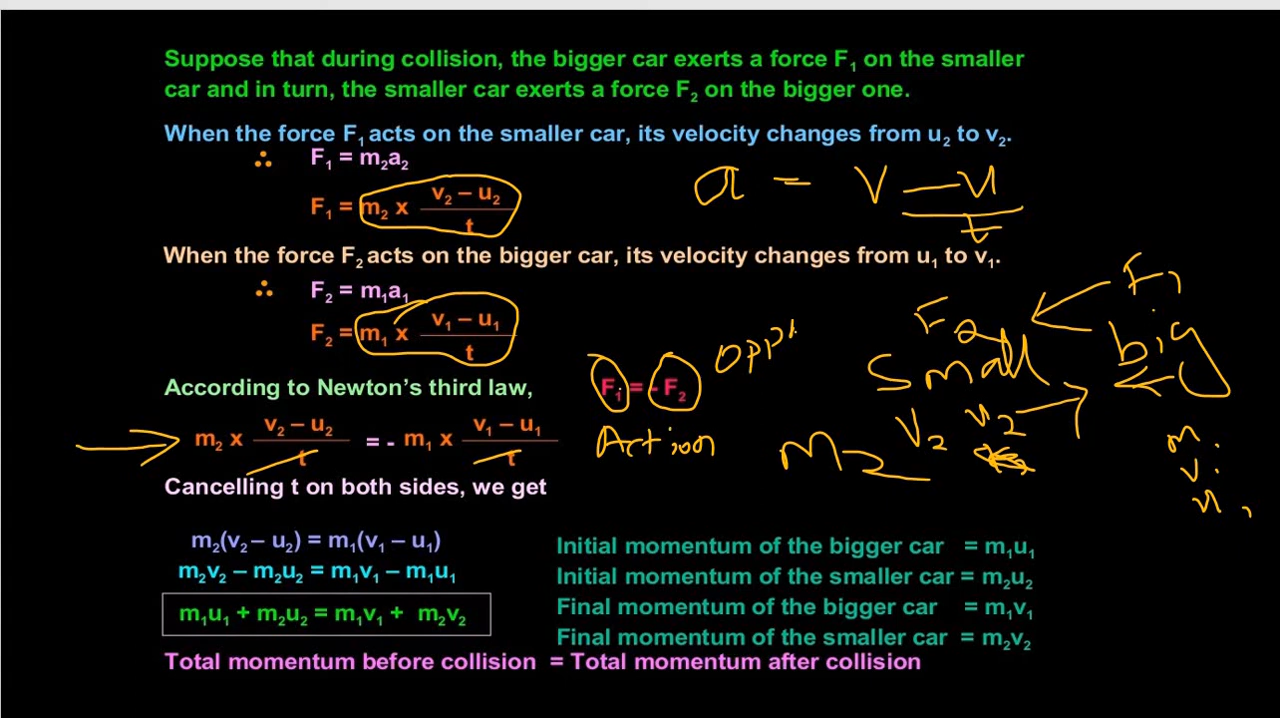 Suppose that during collision, the bigger car exerts a force F₁ on the smaller
car and in turn, the smaller car exerts a force F₂ on the bigger one.
When the force F₁ acts on the smaller car, its velocity changes from u₂ to v₂.
∴ F₁ = m₂a₂
F₁ = m₂ x (v₂ – u₂)/t
a = (v – u)/t
When the force F₂ acts on the bigger car, its velocity changes from u₁ to v₁.
∴ F₂ = m₁a₁
F₂ = m₁ x (v₁ – u₁)/t
F₁
F₂
big
small
According to Newton's third law, F₁ = - F₂
opp
Action
m₂ v₂ u₂
m₂ x (v₂ – u₂)/t = - m₁ x (v₁ – u₁)/t
Cancelling t on both sides, we get
m₂(v₂ – u₂) = m₁(v₁ – u₁)
m₂v₂ – m₂u₂ = m₁v₁ – m₁u₁
m₁u₁ + m₂u₂ = m₁v₁ + m₂v₂
Initial momentum of the bigger car = m₁u₁
Initial momentum of the smaller car = m₂u₂
Final momentum of the bigger car = m₁v₁
Final momentum of the smaller car = m₂v₂
Total momentum before collision = Total momentum after collision